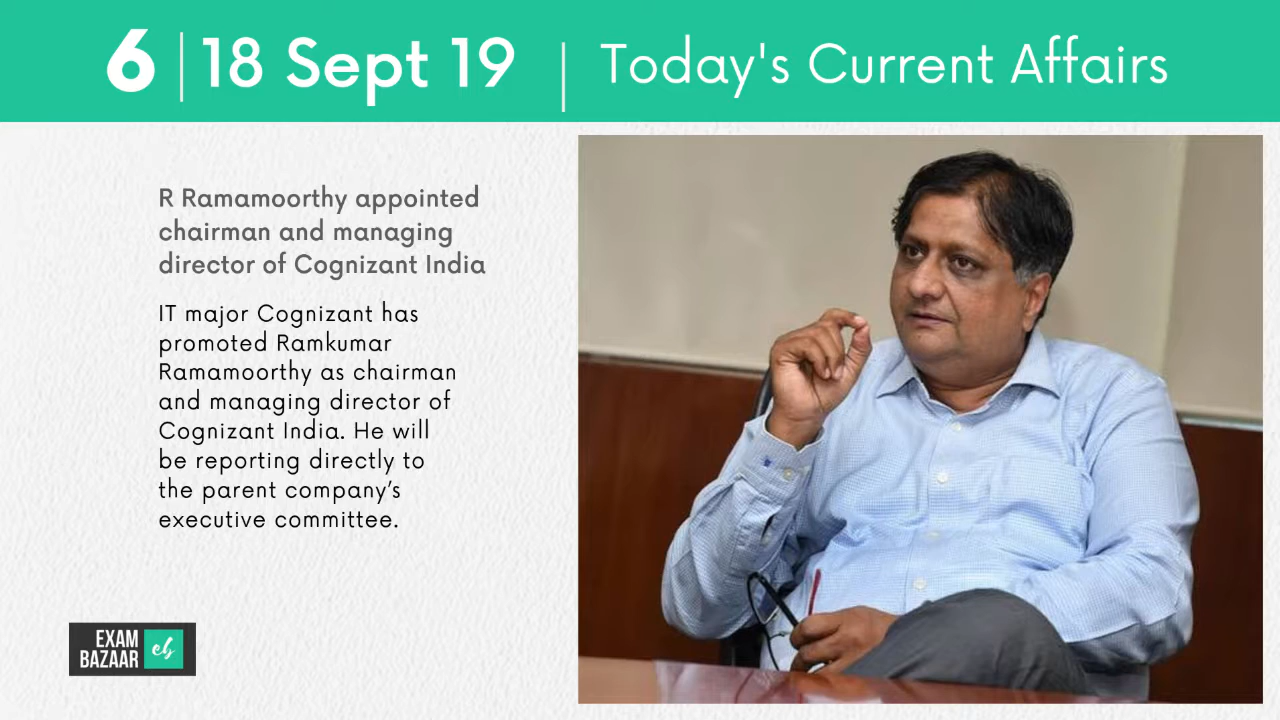 6 | 18 Sept 19 | Today's Current Affairs
R Ramamoorthy appointed
chairman and managing
director of Cognizant India
IT major Cognizant has
promoted Ramkumar
Ramamoorthy as chairman
and managing director of
Cognizant India. He will
be reporting directly to
the parent company’s
executive committee.
EXAM
BAZAAR
eb